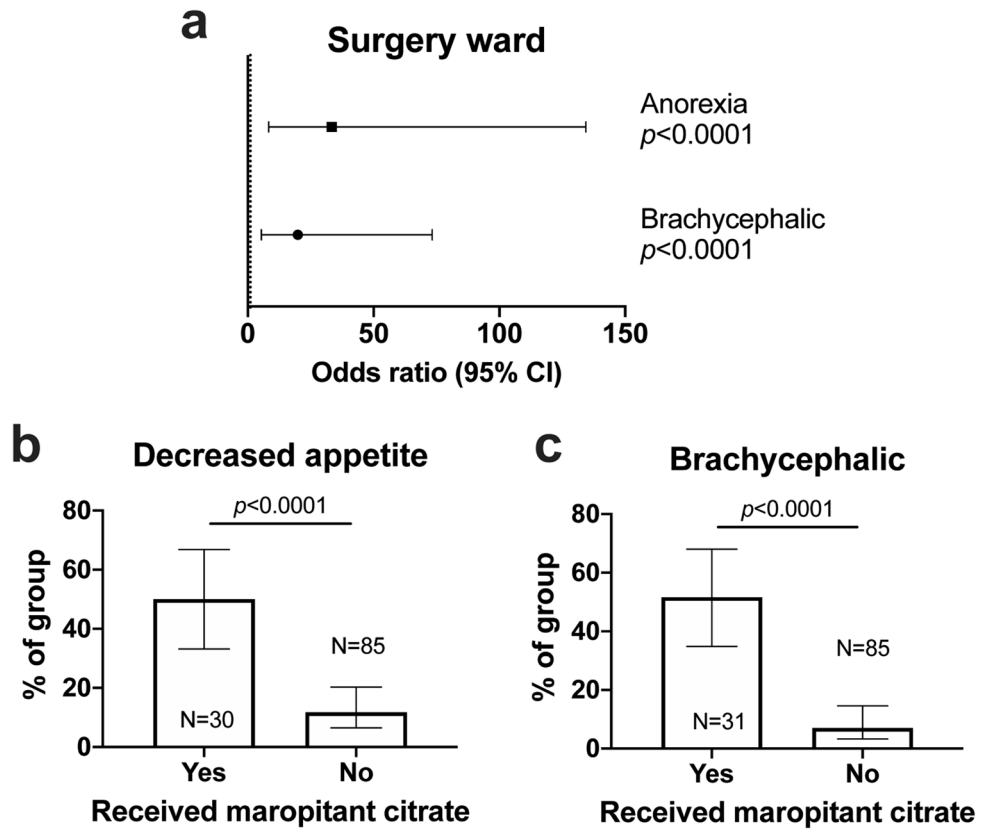 a
Surgery ward
Anorexia
p<0.0001
Brachycephalic
p<0.0001
0 50 100 150
Odds ratio (95% CI)
b
Decreased appetite
p<0.0001
80
60
40
20
0
% of group
N=30
N=85
Yes No
Received maropitant citrate
c
Brachycephalic
p<0.0001
80
60
40
20
0
% of group
N=31
N=85
Yes No
Received maropitant citrate